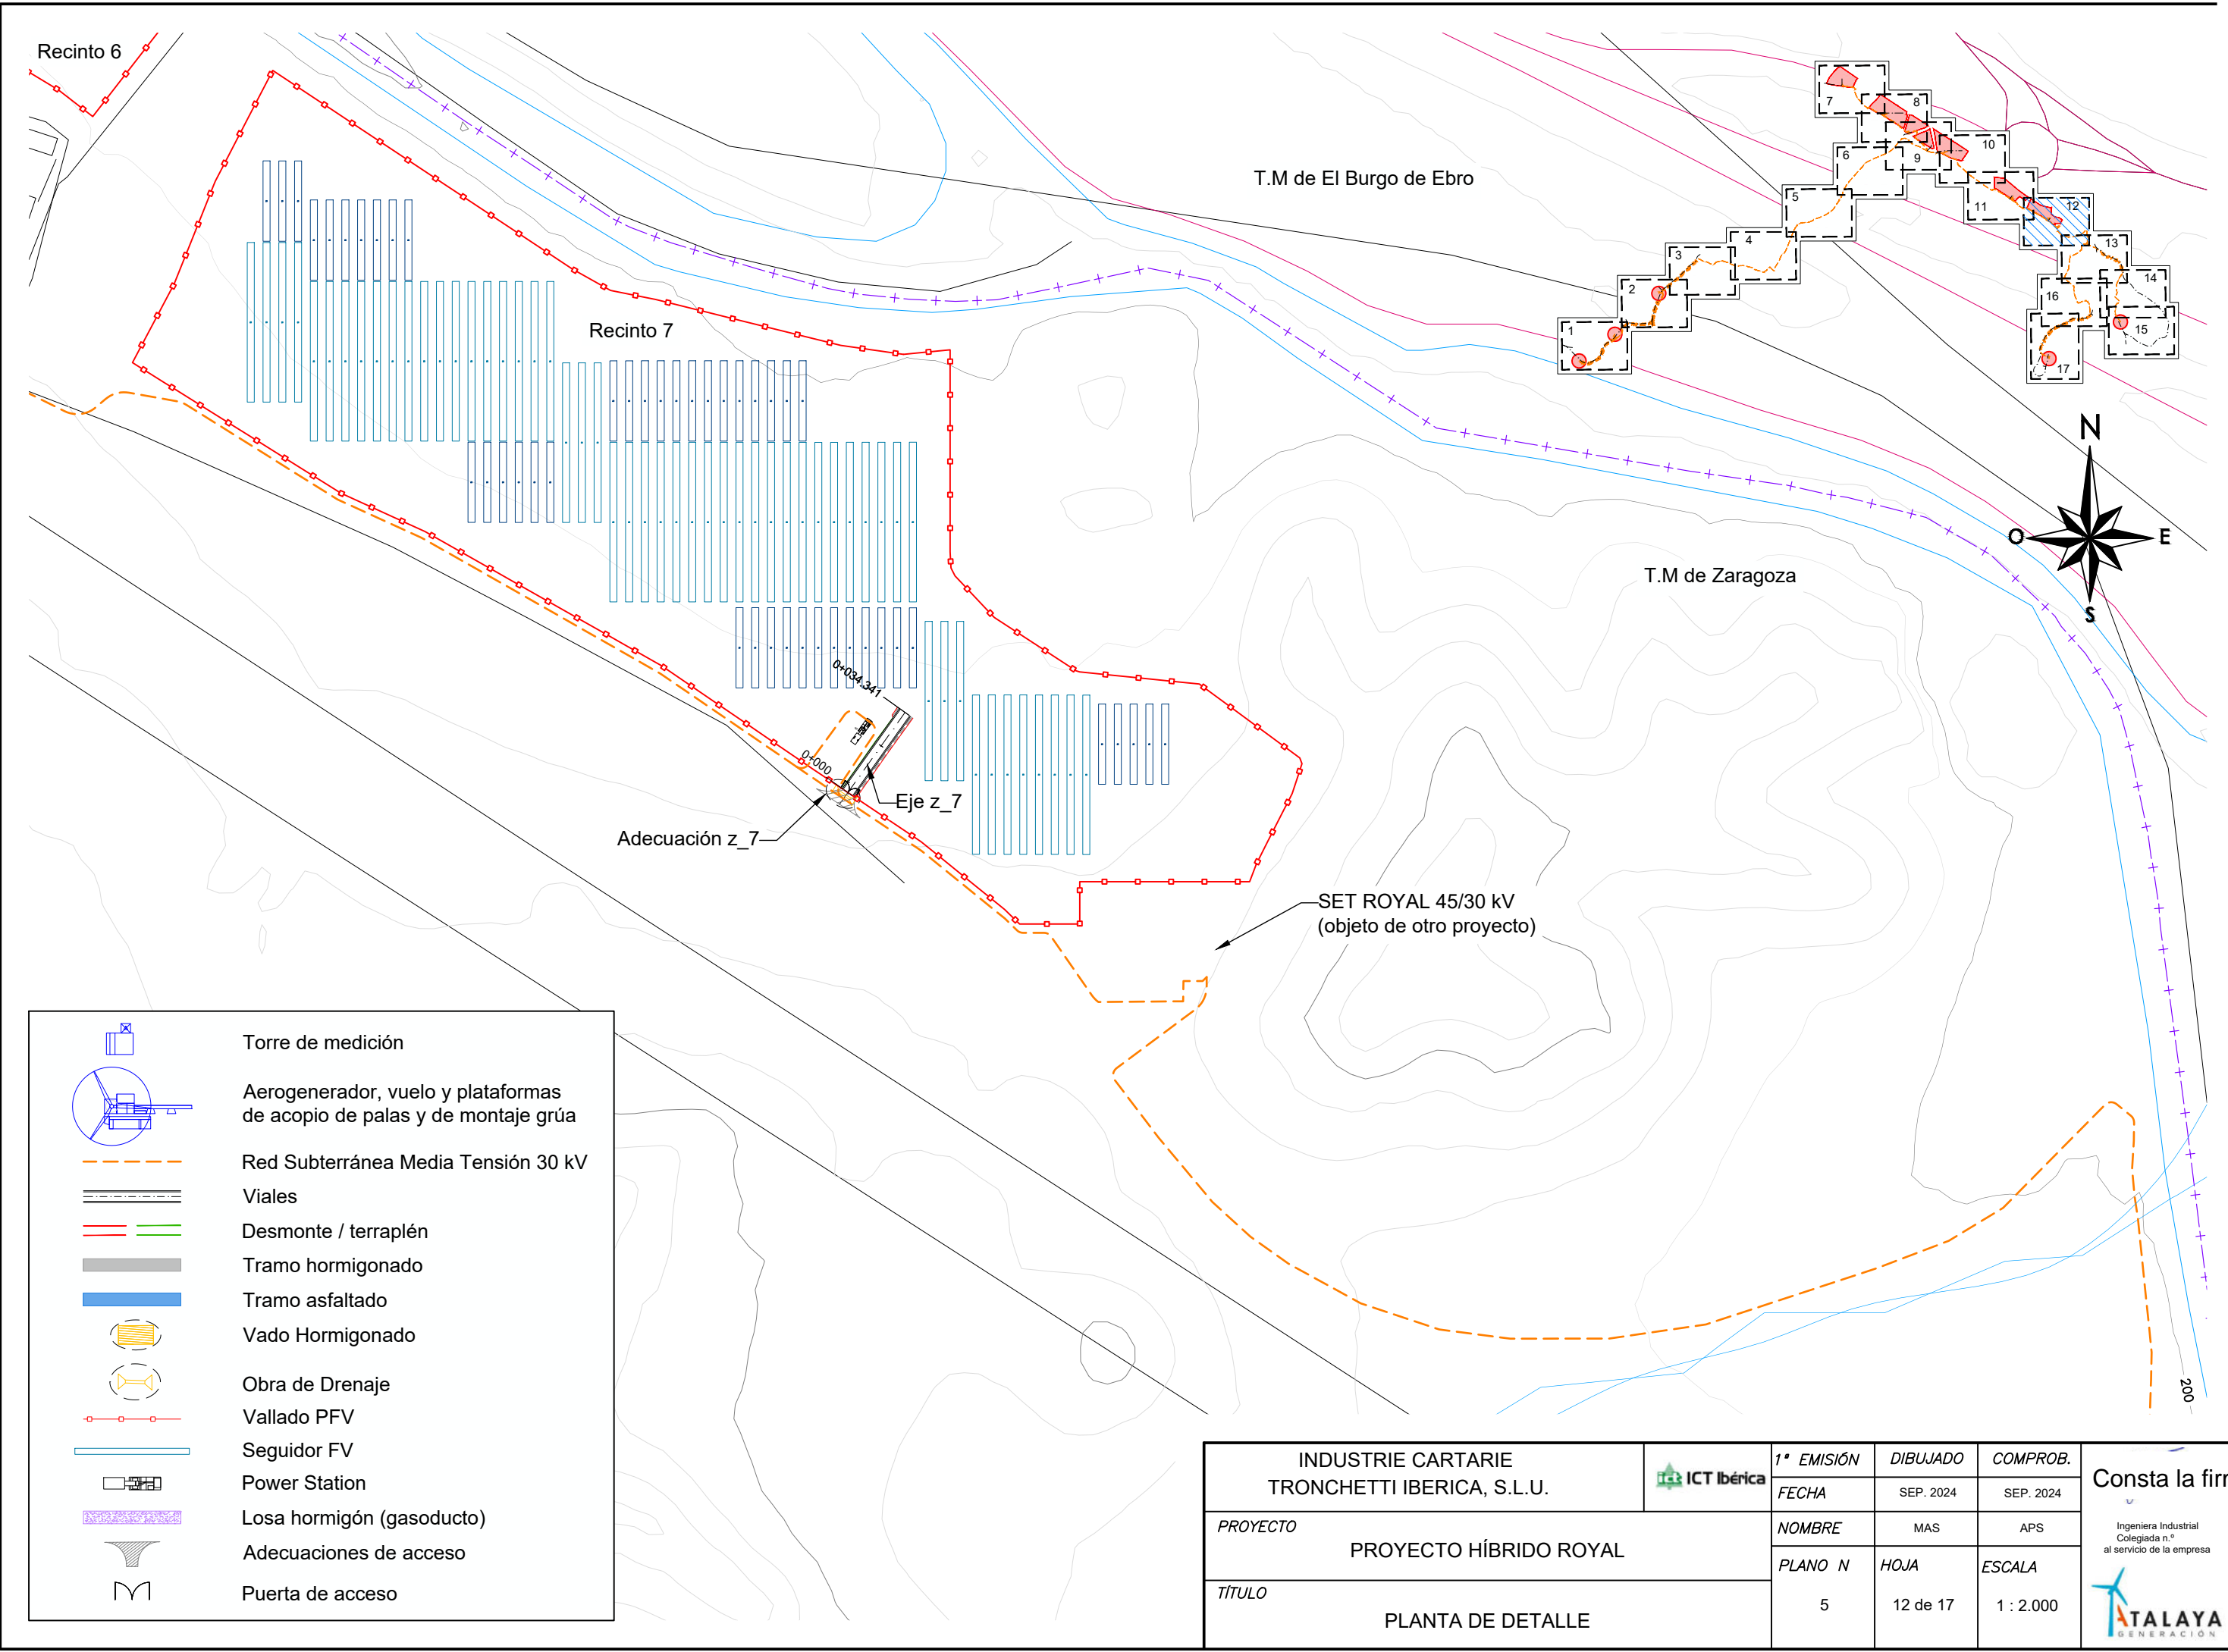 Recinto 6
T.M de El Burgo de Ebro
Recinto 7
T.M de Zaragoza
7
8
6
9
10
5
11
12
4
13
3
14
2
16
1
15
17
N
O
E
S
0+034.341
0+000
Eje z_7
Adecuación z_7
SET ROYAL 45/30 kV
(objeto de otro proyecto)
200
Torre de medición
Aerogenerador, vuelo y plataformas
de acopio de palas y de montaje grúa
Red Subterránea Media Tensión 30 kV
Viales
Desmonte / terraplén
Tramo hormigonado
Tramo asfaltado
Vado Hormigonado
Obra de Drenaje
Vallado PFV
Seguidor FV
Power Station
Losa hormigón (gasoducto)
Adecuaciones de acceso
Puerta de acceso
INDUSTRIE CARTARIE
TRONCHETTI IBERICA, S.L.U.
ict ICT Ibérica
1ª EMISIÓN
DIBUJADO
COMPROB.
FECHA
SEP. 2024
SEP. 2024
NOMBRE
MAS
APS
PROYECTO
PROYECTO HÍBRIDO ROYAL
TÍTULO
PLANTA DE DETALLE
PLANO N
5
HOJA
12 de 17
ESCALA
1 : 2.000
Consta la fir
Ingeniera Industrial
Colegiada n.º
al servicio de la empresa
ATALAYA
GENERACIÓN